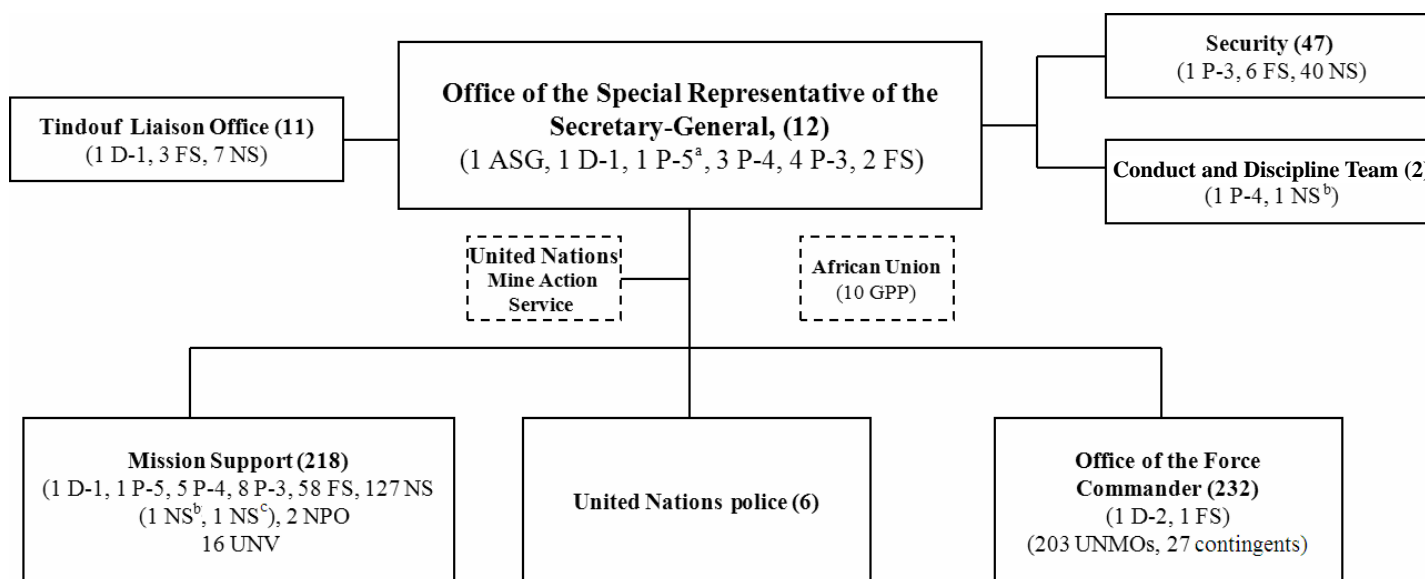 Security (47)
(1 P-3, 6 FS, 40 NS)
Office of the Special Representative of the
Secretary-General, (12)
(1 ASG, 1 D-1, 1 P-5ᵃ, 3 P-4, 4 P-3, 2 FS)
Tindouf Liaison Office (11)
(1 D-1, 3 FS, 7 NS)
Conduct and Discipline Team (2)
(1 P-4, 1 NSᵇ)
United Nations
Mine Action
Service
African Union
(10 GPP)
Mission Support (218)
(1 D-1, 1 P-5, 5 P-4, 8 P-3, 58 FS, 127 NS
(1 NSᵇ, 1 NSᶜ), 2 NPO
16 UNV
United Nations police (6)
Office of the Force
Commander (232)
(1 D-2, 1 FS)
(203 UNMOs, 27 contingents)